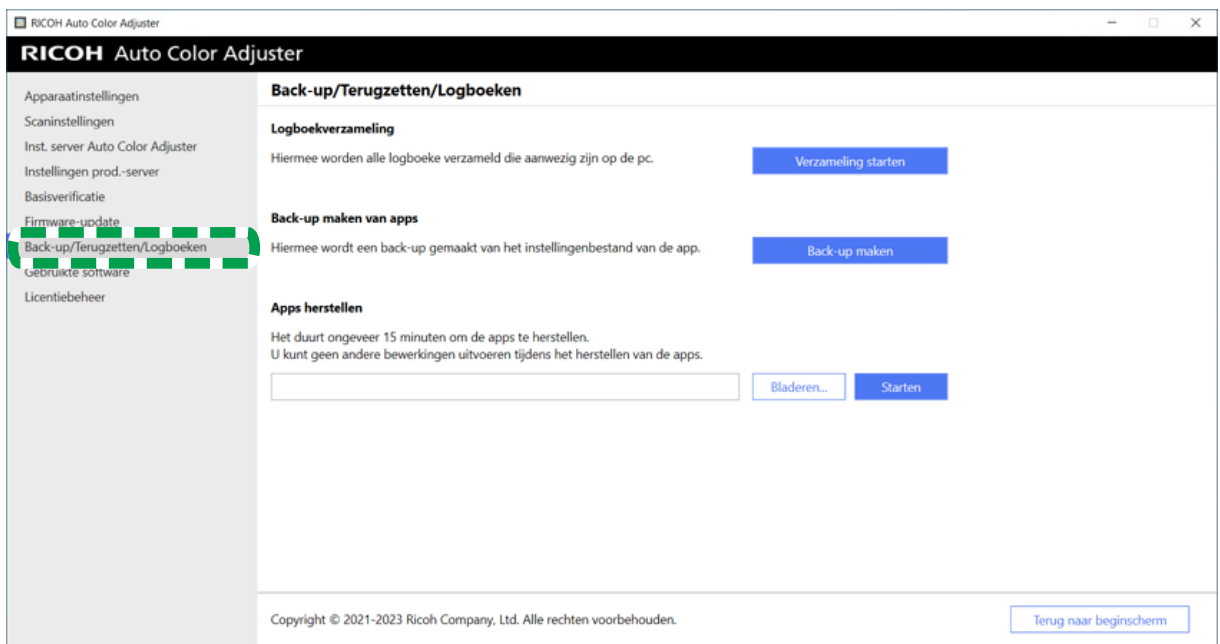 RICOH Auto Color Adjuster
RICOH Auto Color Adjuster
Apparaatinstellingen
Scaninstellingen
Inst. server Auto Color Adjuster
Instellingen prod.-server
Basisverificatie
Firmware-update
Back-up/Terugzetten/Logboeken
Gebruikte software
Licentiebeheer
Back-up/Terugzetten/Logboeken
Logboekverzameling
Hiermee worden alle logboeke verzameld die aanwezig zijn op de pc.
Verzameling starten
Back-up maken van apps
Hiermee wordt een back-up gemaakt van het instellingenbestand van de app.
Back-up maken
Apps herstellen
Het duurt ongeveer 15 minuten om de apps te herstellen.
U kunt geen andere bewerkingen uitvoeren tijdens het herstellen van de apps.
Bladeren...
Starten
Copyright © 2021-2023 Ricoh Company, Ltd. Alle rechten voorbehouden.
Terug naar beginscherm